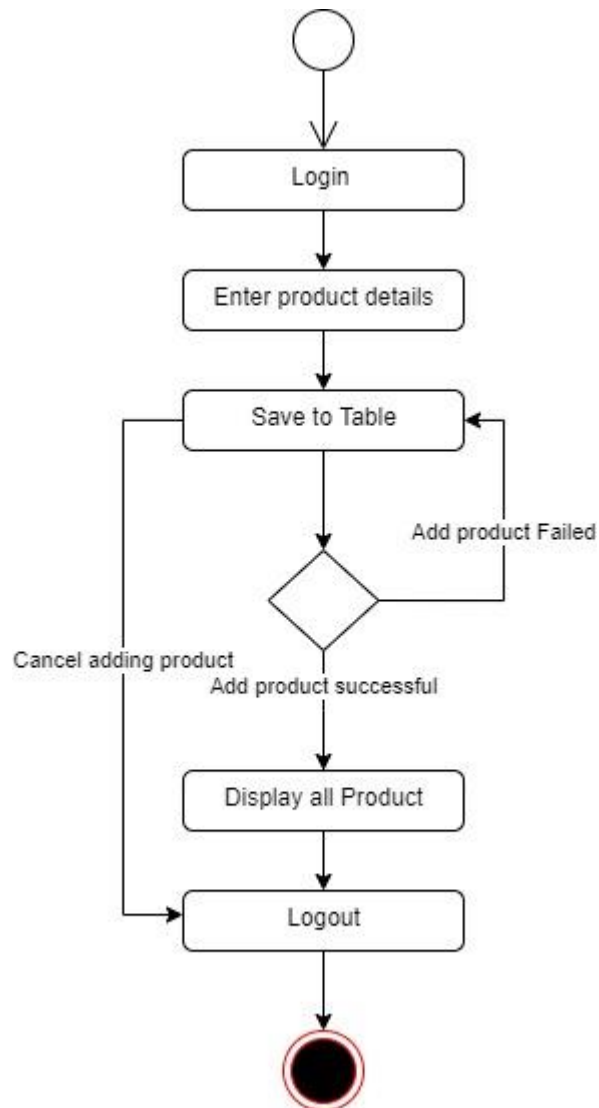 Login
Enter product details
Save to Table
Add product Failed
Cancel adding product
Add product successful
Display all Product
Logout